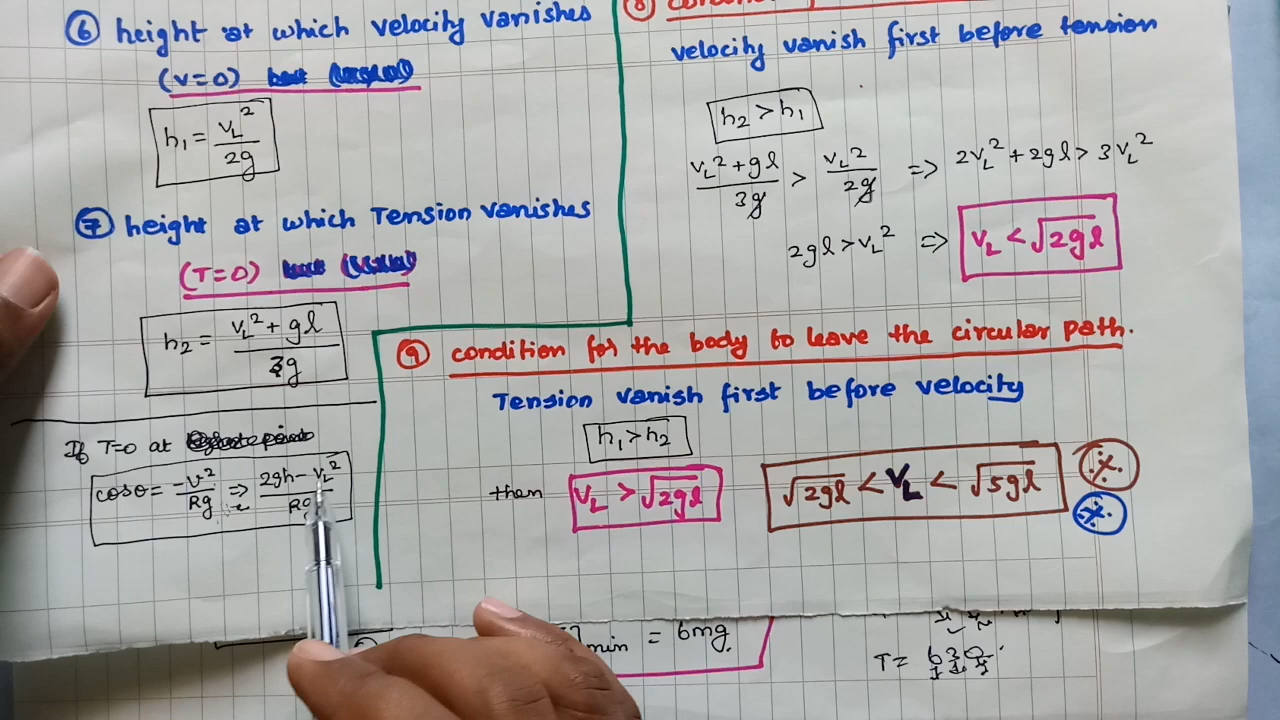 ⑥ height at which velocity vanishes
(v=0)
h₁ = v_L²/2g
⑦ height at which Tension vanishes
(T=0)
h₂ = (v_L² + gl)/3g
If T=0 at
cosθ = -v²/Rg ⇒ (2gh - v_L²)/Rg
⑧
velocity vanish first before tension
h₂ > h₁
(v_L² + gl)/3g > v_L²/2g ⇒ 2v_L² + 2gl > 3v_L²
2gl > v_L² ⇒ v_L < √2gl
⑨ condition for the body to leave the circular path.
Tension vanish first before velocity
h₁ > h₂
then v_L > √2gl √2gl < v_L < √5gl
min = 6mg.
T =